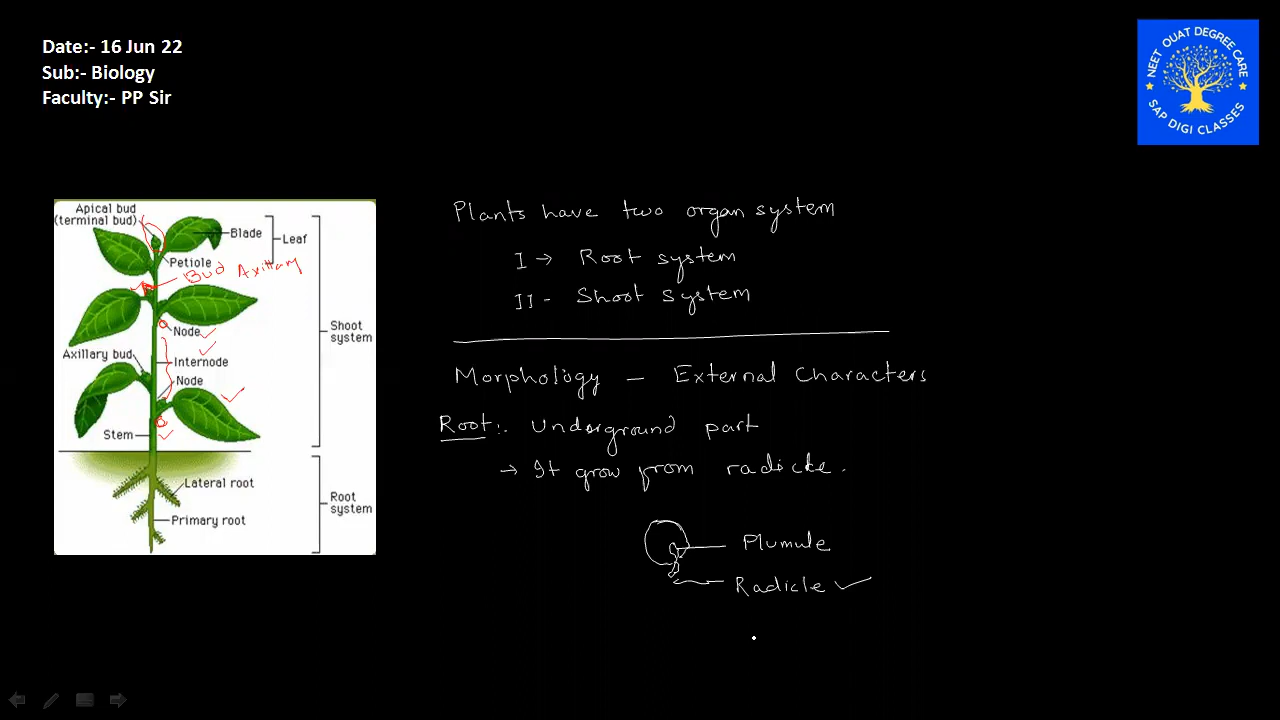 Date:- 16 Jun 22
Sub:- Biology
Faculty:- PP Sir
NEET OUAT DEGREE CARE
SAP DIGI CLASSES
Apical bud
(terminal bud)
Blade
Leaf
Petiole
Bud Axillary
Node
Shoot
system
Axillary bud
Internode
Node
Stem
Lateral root
Root
system
Primary root
Plants have two organ system
I → Root system
II - Shoot system
Morphology - External Characters
Root:- Underground part
→ It grow from radicle.
Plumule
Radicle